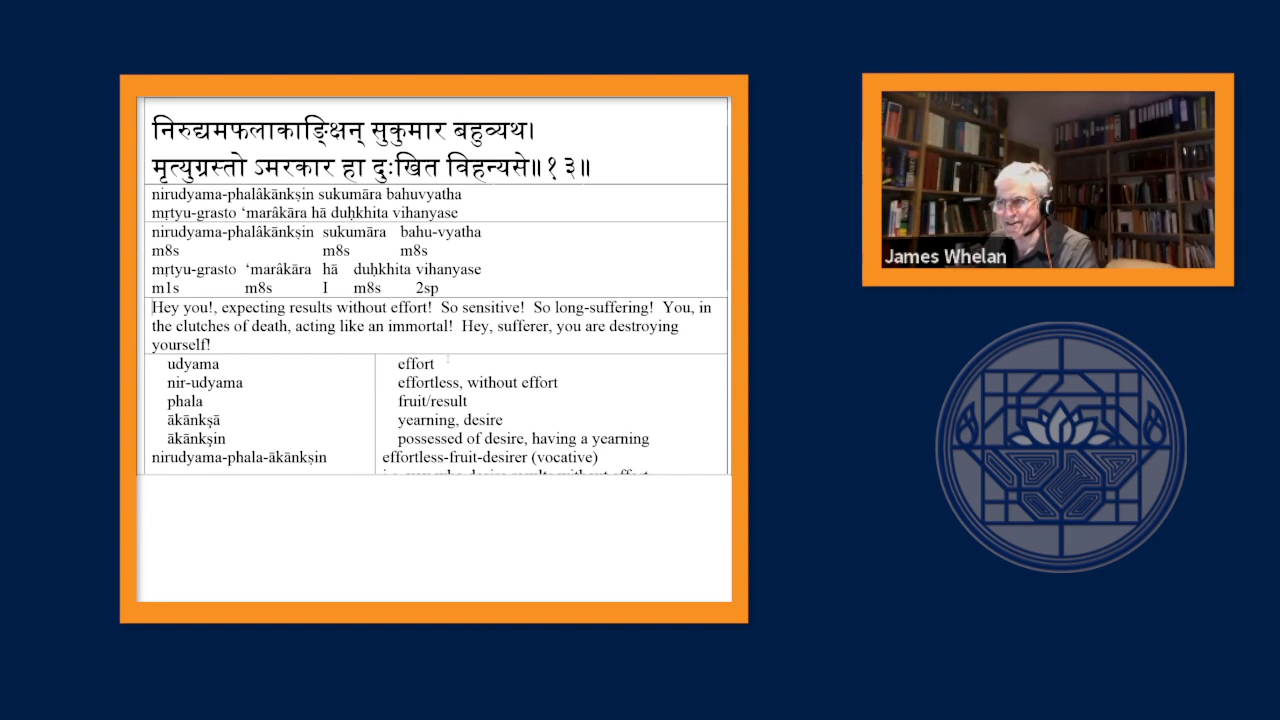 निरुद्यमफलाकाङ्क्षिन् सुकुमार बहुव्यथ।
मृत्युग्रस्तो ऽमरकार हा दुःखित विहन्यसे॥१३॥
nirudyama-phalâkānkṣin sukumāra bahuvyatha
mṛtyu-grasto ‘marâkāra hā duḥkhita vihanyase
nirudyama-phalâkānkṣin sukumāra bahu-vyatha
m8s m8s m8s
mṛtyu-grasto ‘marâkāra hā duḥkhita vihanyase
m1s m8s I m8s 2sp
Hey you!, expecting results without effort! So sensitive! So long-suffering! You, in
the clutches of death, acting like an immortal! Hey, sufferer, you are destroying
yourself!
udyama effort
nir-udyama effortless, without effort
phala fruit/result
ākānkṣā yearning, desire
ākānkṣin possessed of desire, having a yearning
nirudyama-phala-ākānkṣin effortless-fruit-desirer (vocative)
James Whelan